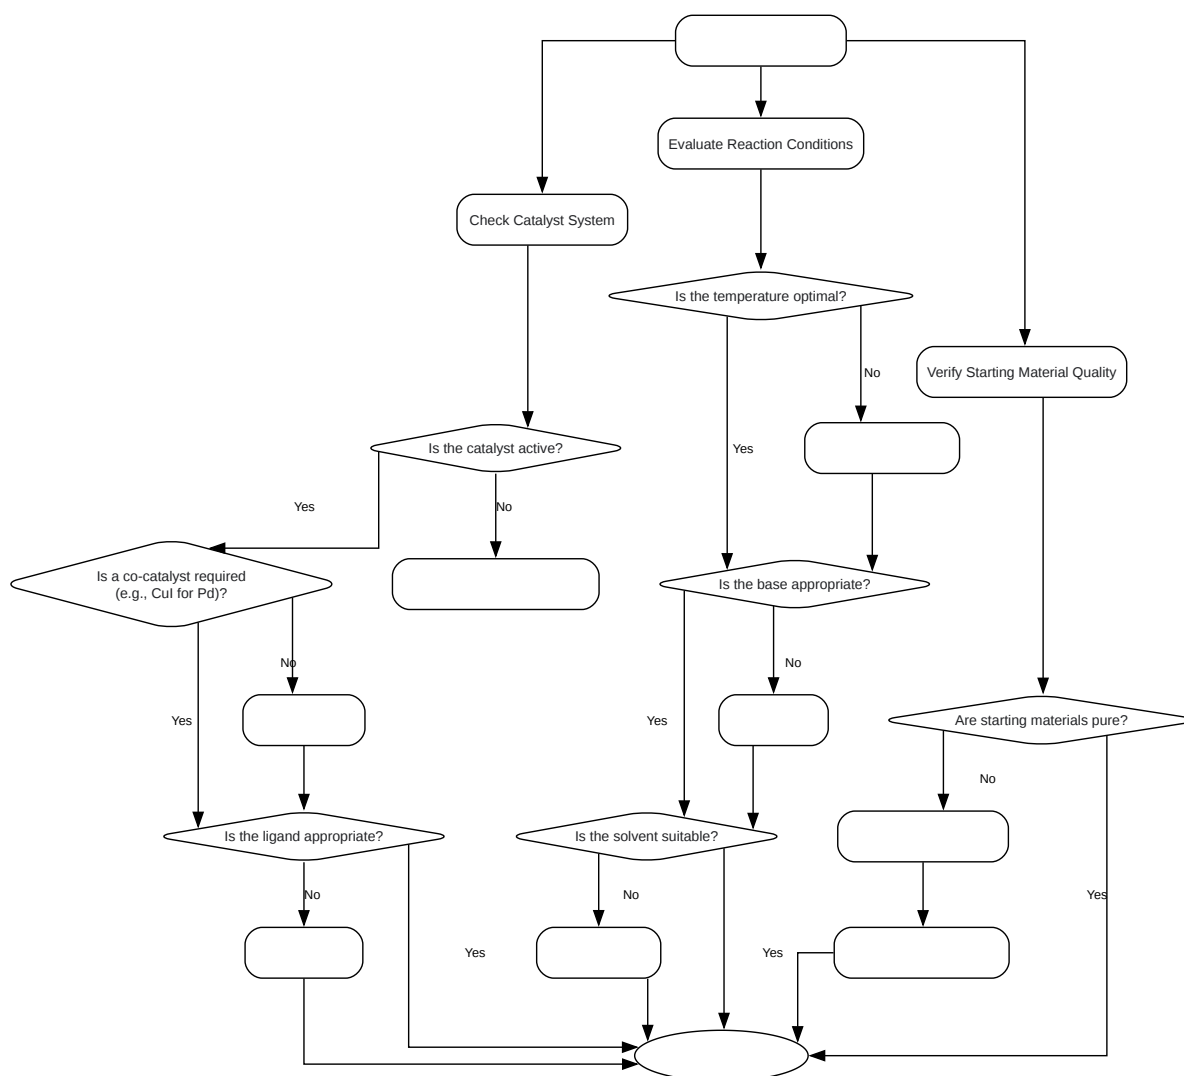 Evaluate Reaction Conditions
Check Catalyst System
Is the temperature optimal?
No
Verify Starting Material Quality
Is the catalyst active?
Yes
Yes
No
Is a co-catalyst required
(e.g., CuI for Pd)?
Is the base appropriate?
No
No
Yes
Yes
Are starting materials pure?
No
Is the ligand appropriate?
Is the solvent suitable?
No
No
Yes
Yes
Yes